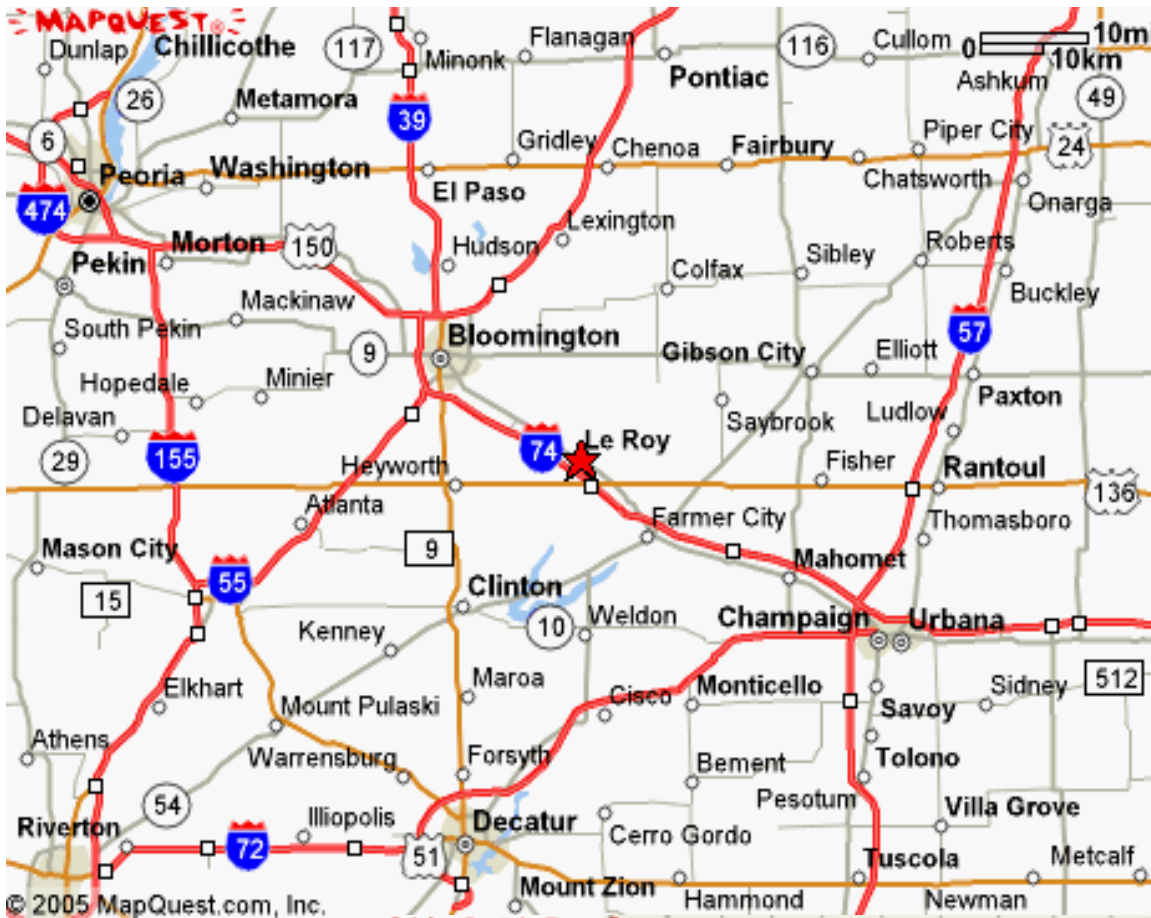 MAPQUEST
Dunlap
Chillicothe
117
Minonk
Flanagan
Pontiac
116
Cullom
0
10mi
10km
Ashkum
26
Metamora
39
49
6
Gridley
Chenoa
Fairbury
Piper City
24
Peoria
Washington
El Paso
Chatsworth
Onarga
474
Morton
150
Hudson
Lexington
Pekin
Colfax
Sibley
Roberts
Buckley
Mackinaw
South Pekin
9
Bloomington
Gibson City
Elliott
57
Hopedale
Minier
Paxton
Delavan
Saybrook
Ludlow
29
155
74
Le Roy
Heyworth
Fisher
Rantoul
136
Atlanta
Farmer City
Thomasboro
Mason City
9
Mahomet
15
55
Clinton
10
Weldon
Champaign
Urbana
Kenney
Elkhart
Maroa
Cisco
Monticello
Sidney
512
Mount Pulaski
Savoy
Athens
Warrensburg
Forsyth
Bement
Tolono
54
Pesotum
Villa Grove
Riverton
Illiopolis
Decatur
Cerro Gordo
72
51
Tuscola
Metcalf
Mount Zion
Hammond
Newman
© 2005 MapQuest.com, Inc.